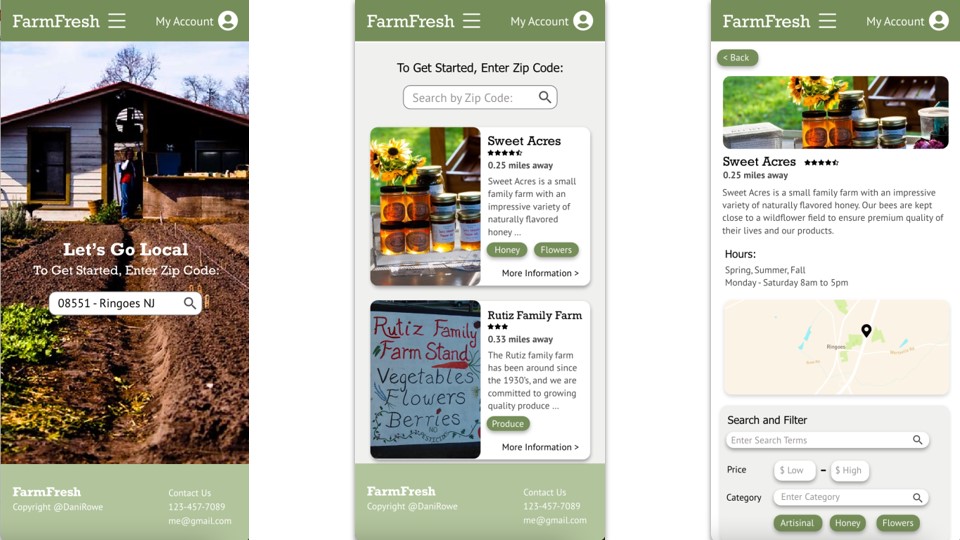 FarmFresh
My Account
Let's Go Local
To Get Started, Enter Zip Code:
08551 - Ringoes NJ
FarmFresh
Copyright @DaniRowe
Contact Us
123-457-7089
me@gmail.com
FarmFresh
My Account
To Get Started, Enter Zip Code:
Search by Zip Code:
Sweet Acres
0.25 miles away
Sweet Acres is a small
family farm with an
impressive variety of
naturally flavored
honey ...
Honey
Flowers
More Information >
Rutiz Family
Farm Stand
Vegetables
Flowers
Berries
Rutiz Family Farm
0.33 miles away
The Rutiz family farm
has been around since
the 1930's, and we are
committed to growing
quality produce ...
Produce
More Information >
FarmFresh
Copyright @DaniRowe
Contact Us
123-457-7089
me@gmail.com
FarmFresh
My Account
< Back
Sweet Acres
0.25 miles away
Sweet Acres is a small family farm with an impressive
variety of naturally flavored honey. Our bees are kept
close to a wildflower field to ensure premium quality of
their lives and our products.
Hours:
Spring, Summer, Fall
Monday - Saturday 8am to 5pm
Ringoes
Search and Filter
Enter Search Terms
Price
$ Low
-
$ High
Category
Enter Category
Artisinal
Honey
Flowers